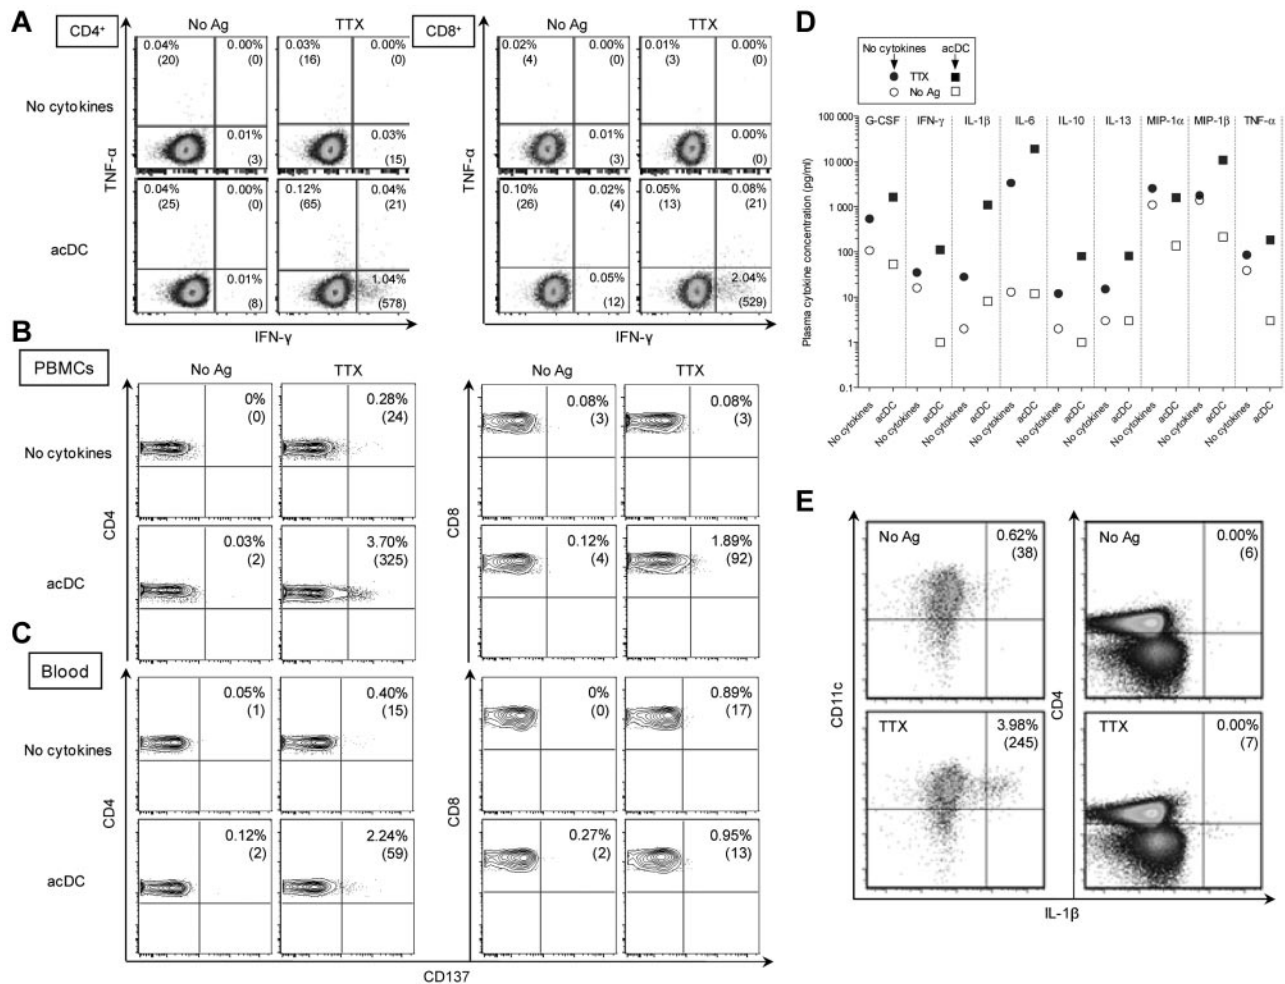 A
CD4+
No Ag
TTX
CD8+
No Ag
TTX
0.04%
(20)
0.00%
(0)
0.03%
(16)
0.00%
(0)
0.02%
(4)
0.00%
(0)
0.01%
(3)
0.00%
(0)
No cytokines
0.01%
(3)
0.03%
(15)
0.01%
(3)
0.00%
(0)
TNF-α
TNF-α
0.04%
(25)
0.00%
(0)
0.12%
(65)
0.04%
(21)
0.10%
(26)
0.02%
(4)
0.05%
(13)
0.08%
(21)
acDC
0.01%
(8)
1.04%
(578)
0.05%
(12)
2.04%
(529)
IFN-γ
IFN-γ
B
PBMCs
No Ag
TTX
No Ag
TTX
0%
(0)
0.28%
(24)
0.08%
(3)
0.08%
(3)
No cytokines
CD4
CD8
0.03%
(2)
3.70%
(325)
0.12%
(4)
1.89%
(92)
acDC
C
Blood
0.05%
(1)
0.40%
(15)
0%
(0)
0.89%
(17)
No cytokines
CD4
CD8
0.12%
(2)
2.24%
(59)
0.27%
(2)
0.95%
(13)
acDC
CD137
D
No cytokines
acDC
TTX
No Ag
G-CSF
IFN-γ
IL-1β
IL-6
IL-10
IL-13
MIP-1α
MIP-1β
TNF-α
Plasma cytokine concentration (pg/ml)
100 000
10 000
1 000
100
10
1
0.1
No cytokines
acDC
No cytokines
acDC
No cytokines
acDC
No cytokines
acDC
No cytokines
acDC
No cytokines
acDC
No cytokines
acDC
No cytokines
acDC
No cytokines
acDC
E
No Ag
0.62%
(38)
No Ag
0.00%
(6)
CD11c
CD4
TTX
3.98%
(245)
TTX
0.00%
(7)
IL-1β